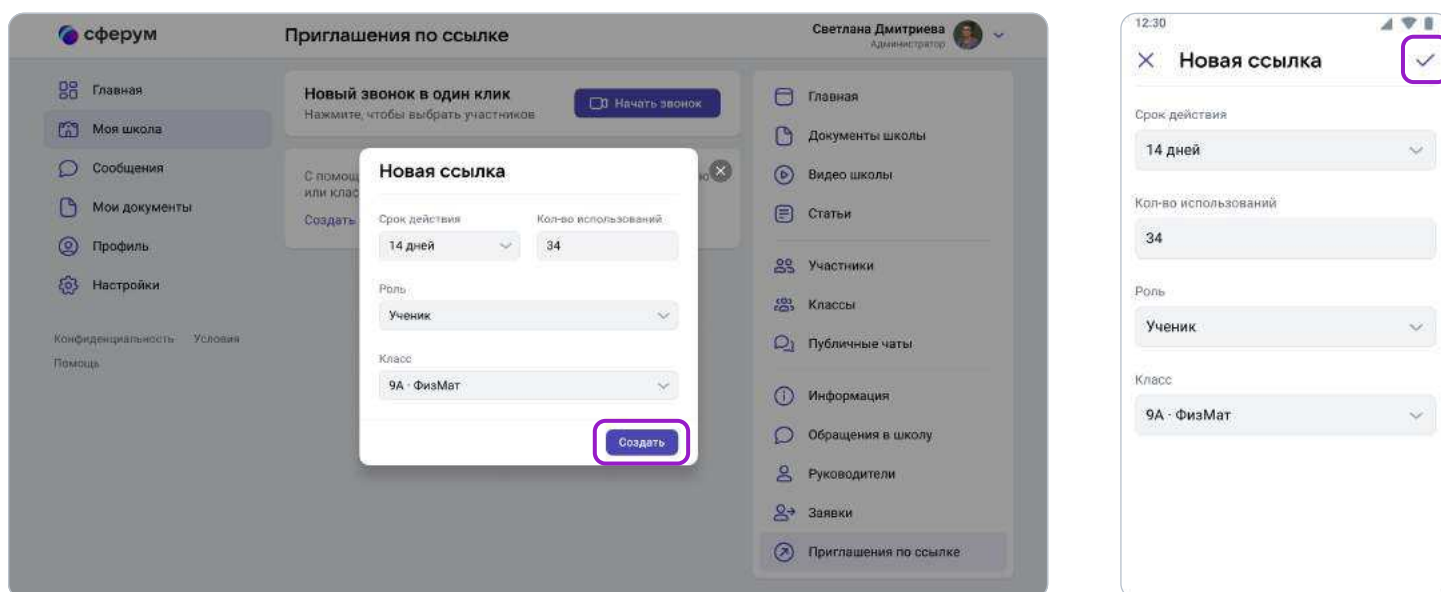 сферум
Приглашения по ссылке
Светлана Дмитриева
Администратор
Главная
Моя школа
Сообщения
Мои документы
Профиль
Настройки
Конфиденциальность Условия
Помощь
Новый звонок в один клик
Нажмите, чтобы выбрать участников
Начать звонок
С помощ
ю
или клас
Создать
Новая ссылка
Срок действия Кол-во использований
14 дней 34
Роль
Ученик
Класс
9А · ФизМат
Создать
Главная
Документы школы
Видео школы
Статьи
Участники
Классы
Публичные чаты
Информация
Обращения в школу
Руководители
Заявки
Приглашения по ссылке
12:30
Новая ссылка
Срок действия
14 дней
Кол-во использований
34
Роль
Ученик
Класс
9А · ФизМат